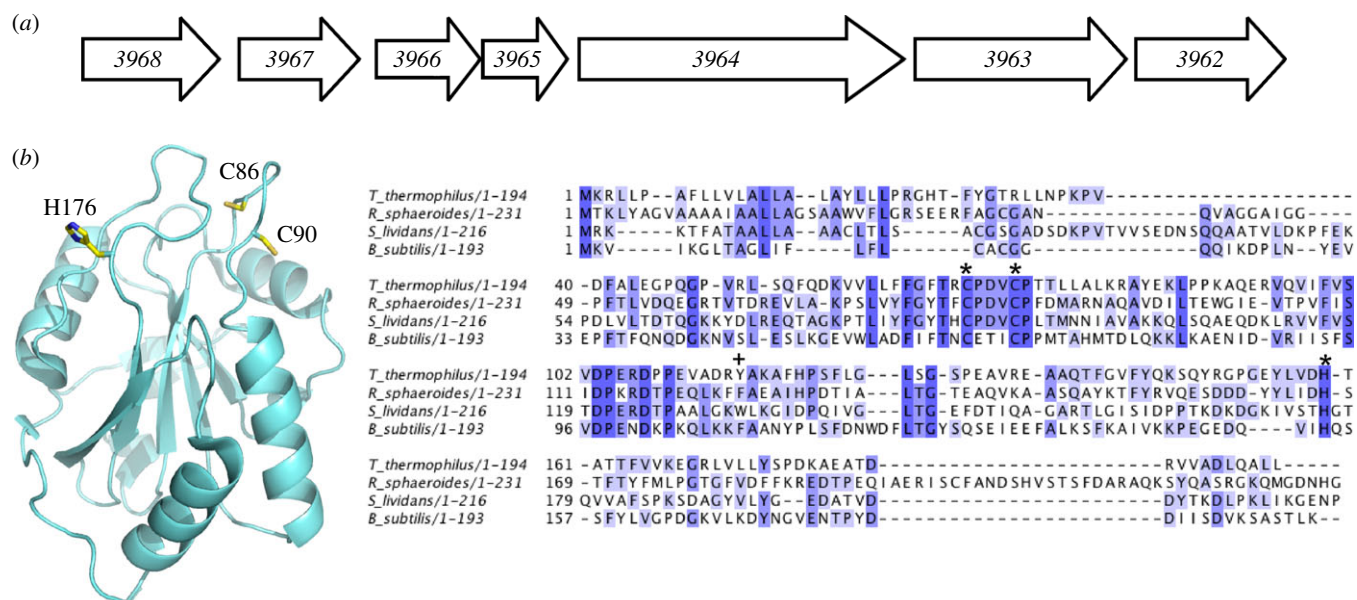 (a)
3968 3967 3966 3965 3964 3963 3962
(b)
H176
C86
C90
T_thermophilus/1–194 1 MKRLLP--AFLLVLALLA--LAYLLLLPRGHT-FYGTRLLNPKPV------------------
R_sphaeroides/1–231 1 MTKLYAGVAAAAIAALLAGSAAWVFLGRSEERFAGCGAN-----------QVAGGAIGG----
S_lividans/1–216 1 MRK----KTFATAALLA--AACLTLS-----ACGSGADSDKPVTVVSEDNSQQAATVLDKPFEK
B_subtilis/1–193 1 MKV----IKGLTAGLIF---LFL--------CACGG--------------QQIKDPLN-YEV
* *
T_thermophilus/1–194 40 -DFALEGPQGP-VRL-SQFQDKVVLLFFGFTRCPDVCPTTLLALKRAYEKLPPKAQERVQVIFVS
R_sphaeroides/1–231 49 -PFTLVDQEGRTVTDREVLA-KPSLVYFGYTFCPDVCPFDMARNAQAVDILTEWGIE-VTPVFIS
S_lividans/1–216 54 PDLVLTDTQGKKYDLREQTAGKPTLIYFGYTHCPDVCPLTMNNIAVAKKQLSQAEQDKLRVVFVS
B_subtilis/1–193 33 EPFTFQNQDGKNVSL-ESLKGEVWLADFIFTNCETICPPMTAHMTDLQKKLKAENID-VRIISFS
+ *
T_thermophilus/1–194 102 VDPERDPPEVADRYAKAFHPSFLG---LSG-SPEAVRE-AAQTFGVFYQKSQYRGPGEYLVDH-T
R_sphaeroides/1–231 111 IDPKRDTPEQLKFFAEAIHPDTIA---LTG-TEAQVKA-ASQAYKTFYRVQESDDD-YYLIDH-S
S_lividans/1–216 119 TDPERDTPAALGKWLKGIDPQIVG---LTG-EFDTIQA-GARTLGISIDPPTKDKDGKIVSTHGT
B_subtilis/1–193 96 VDPENDKPKQLKKFAANYPLSFDNWDFLTGYSQSEIEEFALKSFKAIVKKPEGEDQ----VIHQS
T_thermophilus/1–194 161 -ATTFVVKEGRLVLLYSPDKAEATD--------------------------RVVADLQALL---
R_sphaeroides/1–231 169 -TFTYFMLPGTGFVDFFKREDTPEQIAERISCFANDSHVSTSFDARAQKSYQASRGKQMGDNHG
S_lividans/1–216 179 QVVAFSPKSDAGYVLYG--EDATVD--------------------------DYTKDLPKLIKGENP
B_subtilis/1–193 157 -SFYLVGPDGKVLKDYNGVENTPYD--------------------------DIISDVKSASTLK--